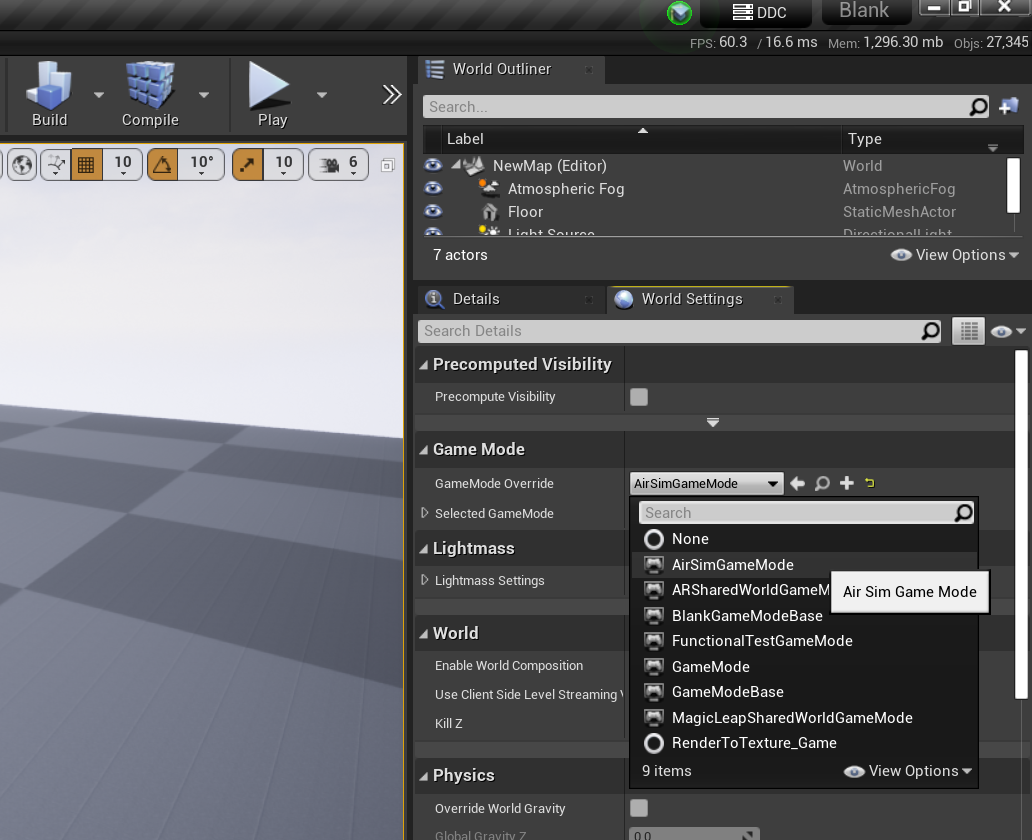 DDC
Blank
FPS: 60.3 / 16.6 ms Mem: 1,296.30 mb Objs: 27,345
Build
Compile
Play
World Outliner
Search...
Label Type
10 10° 10 6
NewMap (Editor) World
Atmospheric Fog AtmosphericFog
Floor StaticMeshActor
Light Source DirectionalLight
7 actors View Options
Details
World Settings
Search Details
Precomputed Visibility
Precompute Visibility
Game Mode
GameMode Override AirSimGameMode
Selected GameMode
Search
None
AirSimGameMode
ARSharedWorldGameM
Air Sim Game Mode
BlankGameModeBase
FunctionalTestGameMode
GameMode
GameModeBase
MagicLeapSharedWorldGameMode
RenderToTexture_Game
9 items View Options
Lightmass
Lightmass Settings
World
Enable World Composition
Use Client Side Level Streaming
Kill Z
Physics
Override World Gravity
Global Gravity Z 0.0